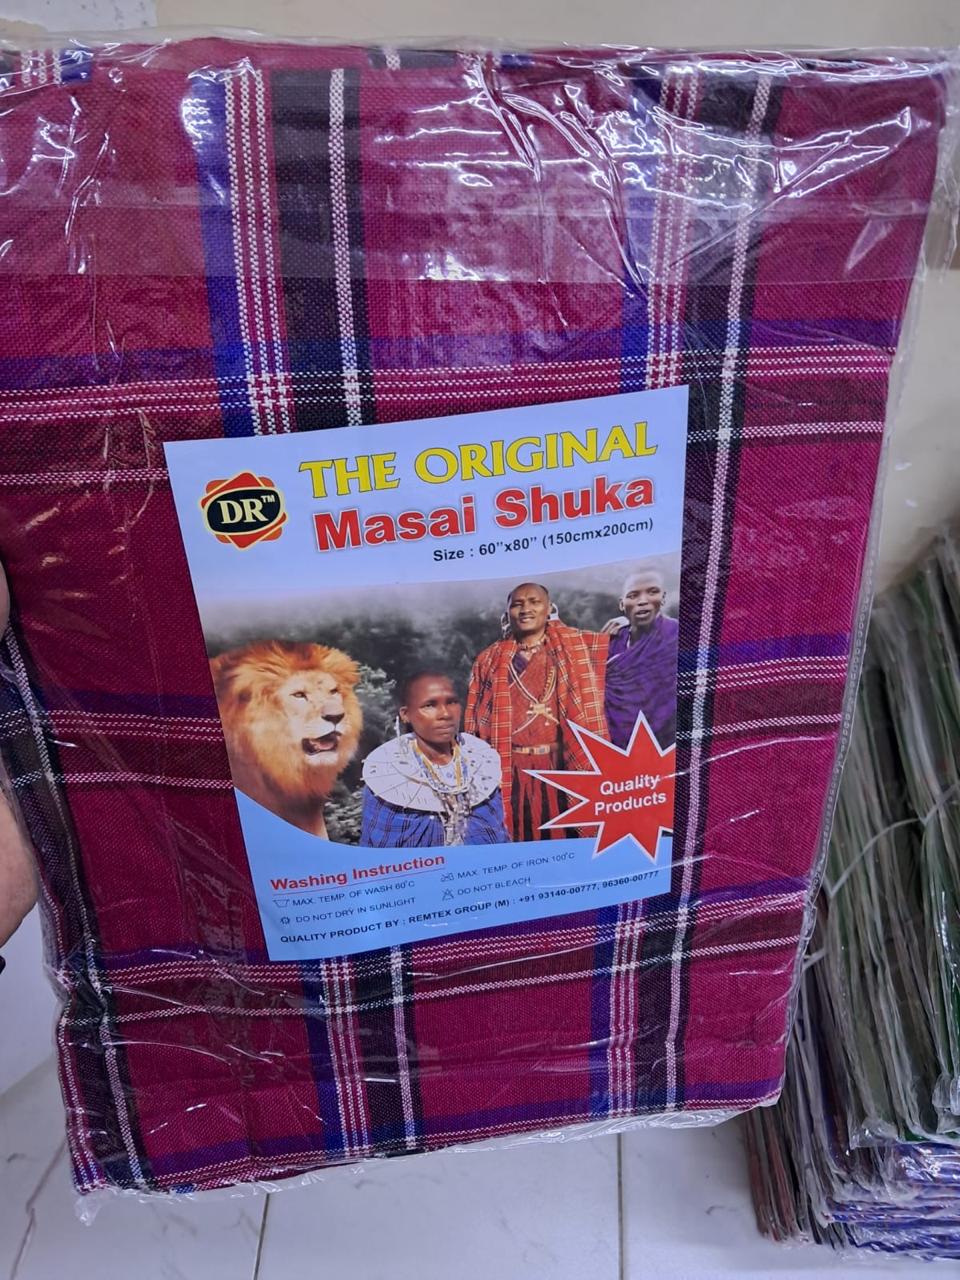 DR™
THE ORIGINAL
Masai Shuka
Size : 60"x80" (150cmx200cm)
Quality
Products
Washing Instruction
MAX. TEMP. OF WASH 60°C
MAX. TEMP. OF IRON 100°C
DO NOT DRY IN SUNLIGHT
DO NOT BLEACH
QUALITY PRODUCT BY : REMTEX GROUP (M) : +91 93140-00777, 96360-00777